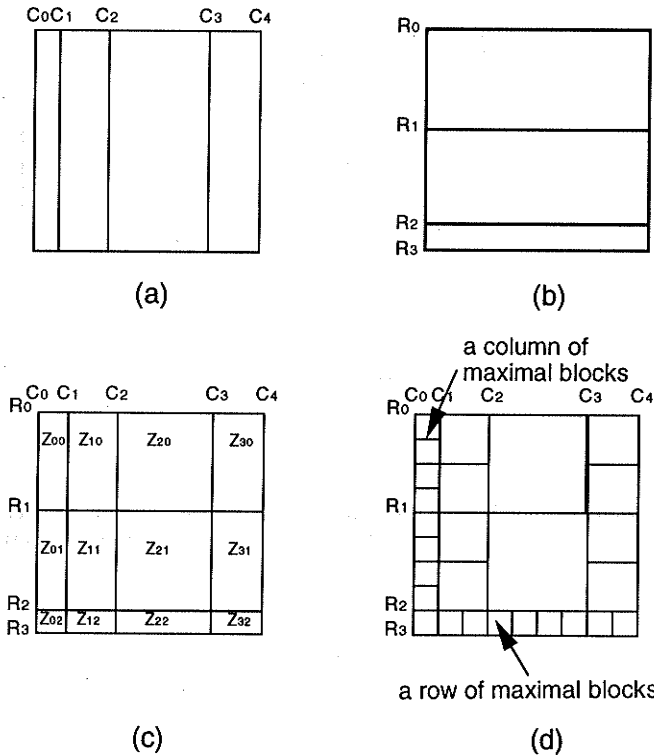 C0 C1 C2 C3 C4
R0
R1
R2
R3
(a)
(b)
C0 C1 C2 C3 C4
R0
Z00 Z10 Z20 Z30
R1
Z01 Z11 Z21 Z31
R2
Z02 Z12 Z22 Z32
R3
(c)
a column of
maximal blocks
C0 C1 C2 C3 C4
R0
R1
R2
R3
a row of maximal blocks
(d)